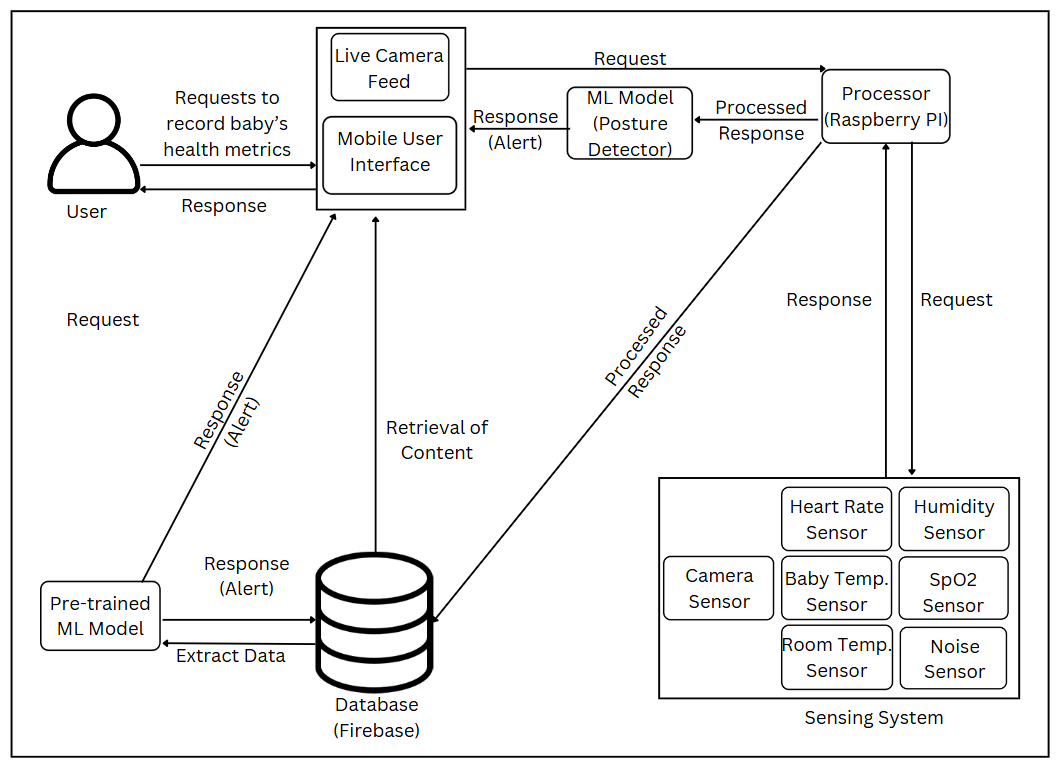 Live Camera
Feed
Mobile User
Interface
Requests to
record baby's
health metrics
Response
User
Request
Response
(Alert)
ML Model
(Posture
Detector)
Processed
Response
Processor
(Raspberry PI)
Request
Response
(Alert)
Retrieval of
Content
Processed
Response
Response
Request
Pre-trained
ML Model
Response
(Alert)
Extract Data
Database
(Firebase)
Heart Rate
Sensor
Humidity
Sensor
Camera
Sensor
Baby Temp.
Sensor
SpO2
Sensor
Room Temp.
Sensor
Noise
Sensor
Sensing System